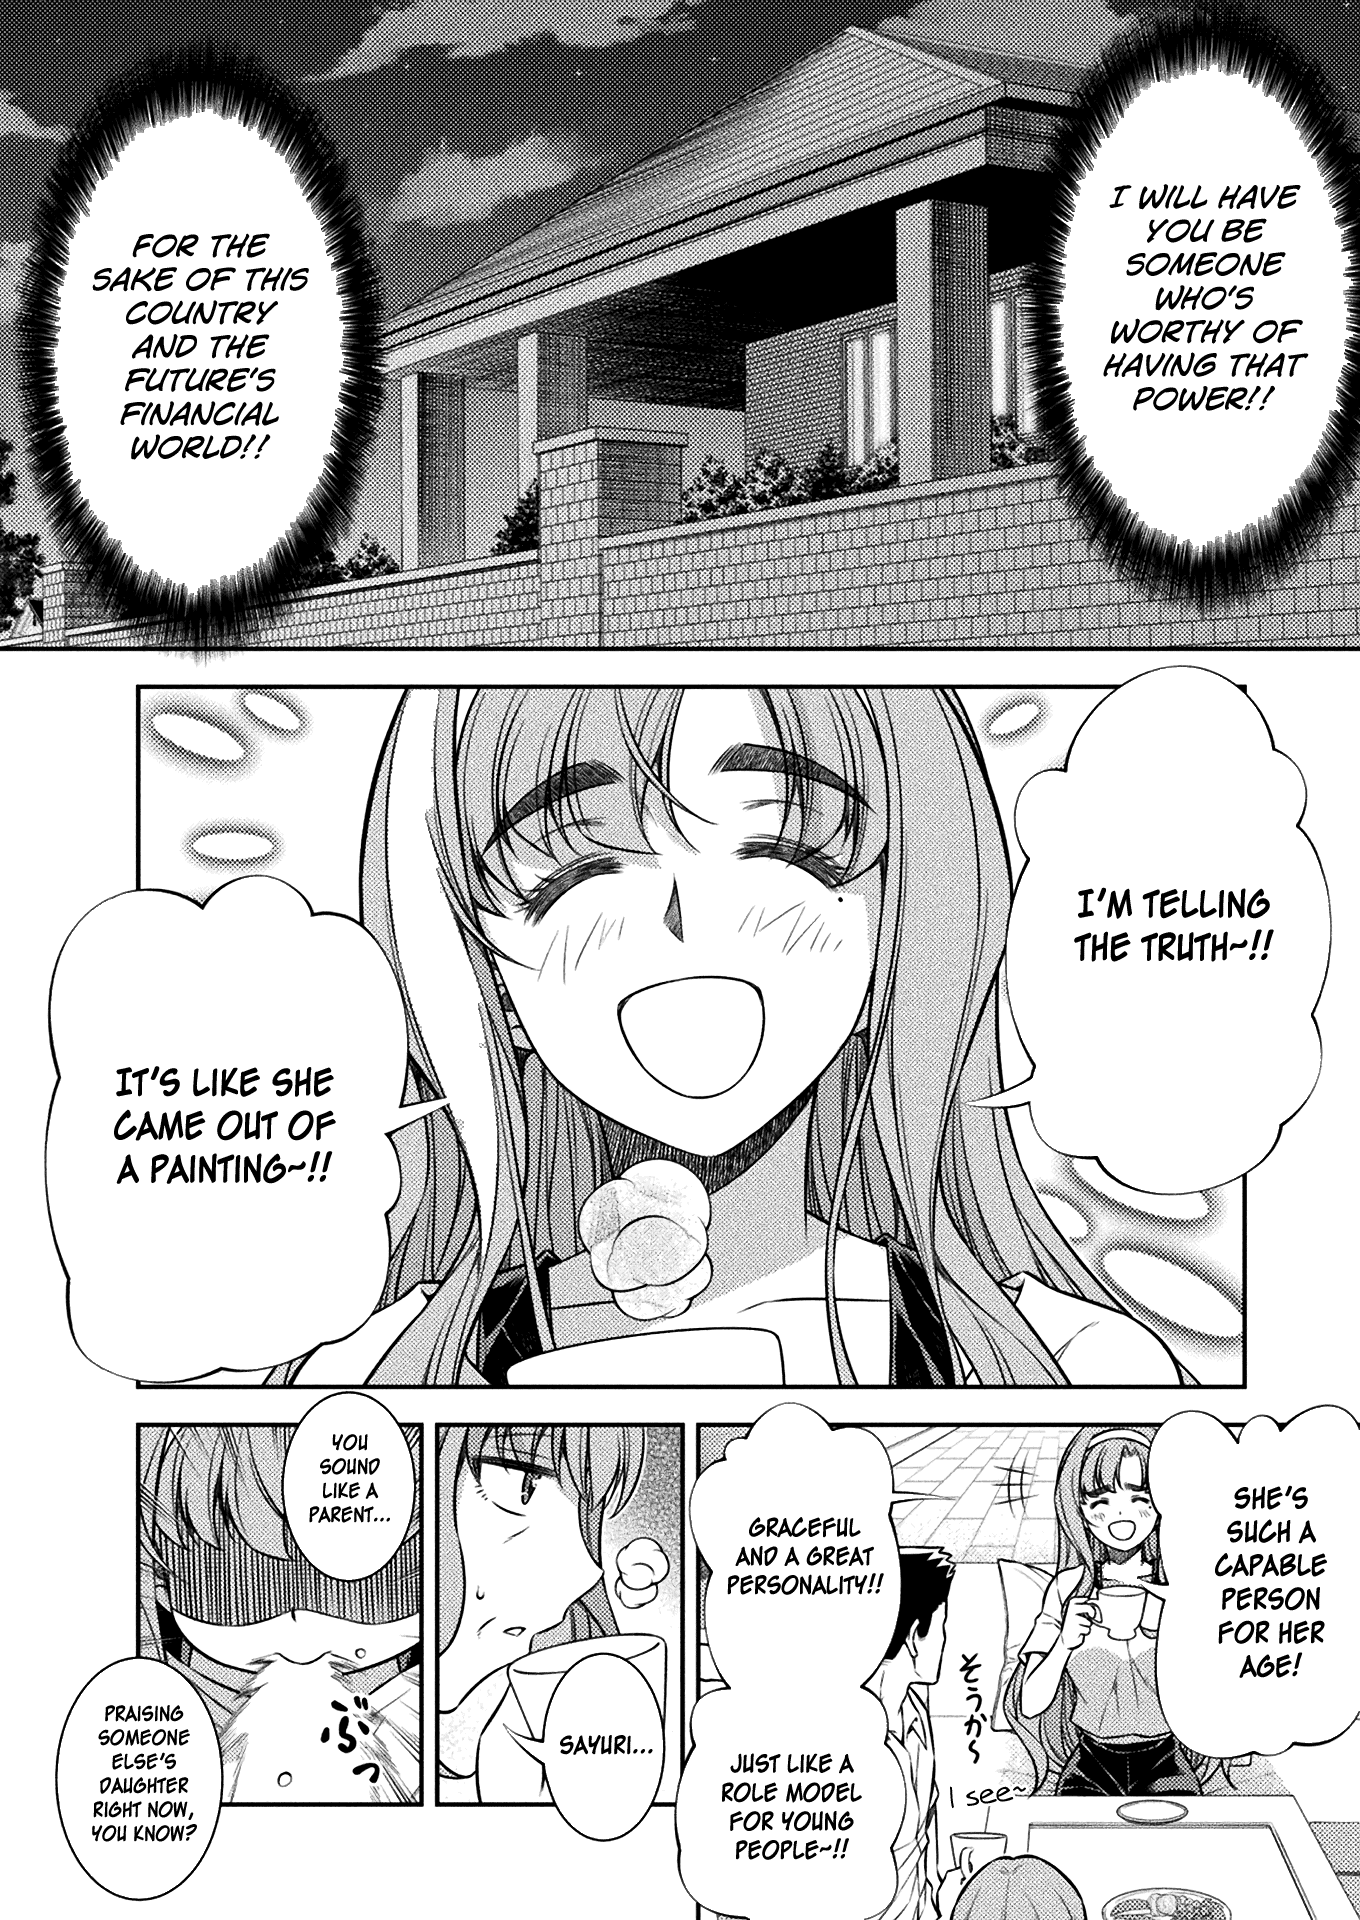 I WILL HAVE
YOU BE
SOMEONE
WHO'S
WORTHY OF
HAVING THAT
POWER!!
FOR THE
SAKE OF THIS
COUNTRY
AND THE
FUTURE'S
FINANCIAL
WORLD!!
I'M TELLING
THE TRUTH~!!
IT'S LIKE SHE
CAME OUT OF
A PAINTING~!!
SHE'S
SUCH A
CAPABLE
PERSON
FOR HER
AGE!
GRACEFUL
AND A GREAT
PERSONALITY!!
そうか~
I see~
JUST LIKE A
ROLE MODEL
FOR YOUNG
PEOPLE~!!
SAYURI...
YOU
SOUND
LIKE A
PARENT...
ぶっ
PRAISING
SOMEONE
ELSE'S
DAUGHTER
RIGHT NOW,
YOU KNOW?